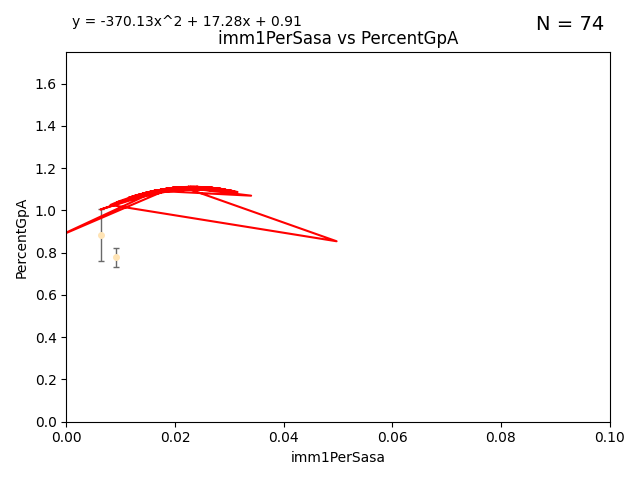 y = -370.13x^2 + 17.28x + 0.91
N = 74
imm1PerSasa vs PercentGpA
1.6
1.4
1.2
1.0
0.8
0.6
0.4
0.2
0.0
PercentGpA
0.00 0.02 0.04 0.06 0.08 0.10
imm1PerSasa